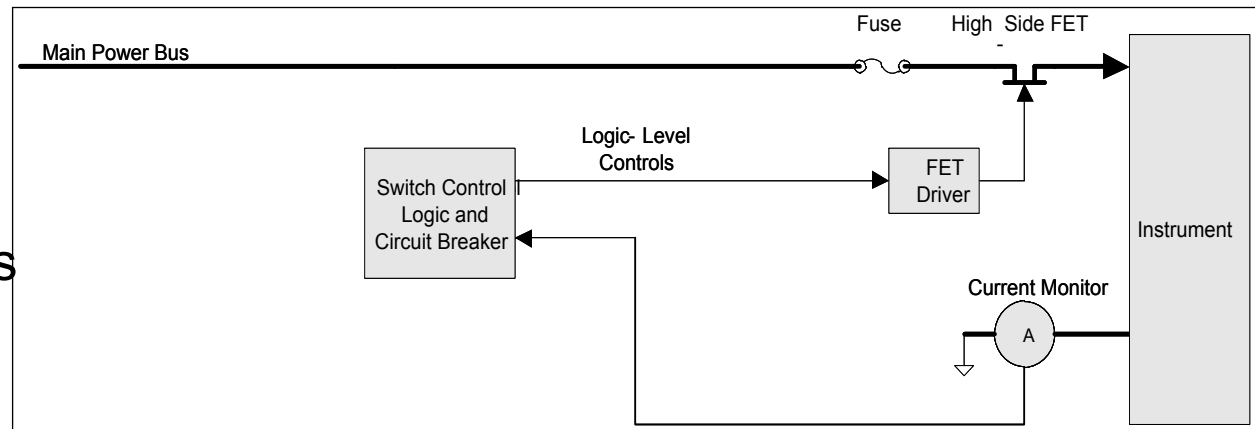 Fuse
High Side FET
-
Main Power Bus
Logic- Level
Controls
FET
Driver
Switch Control l
Logic and
Circuit Breaker
Instrument
s
Current Monitor
A